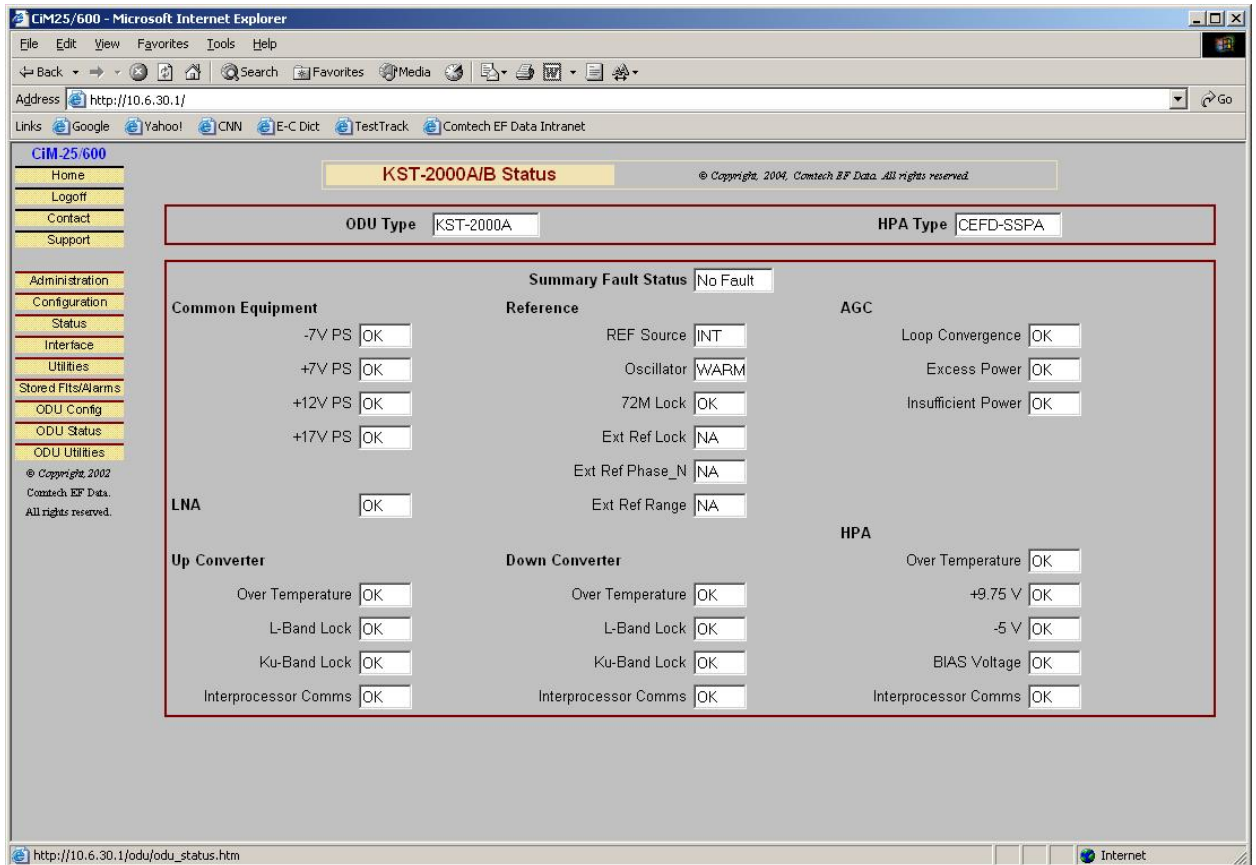 CiM25/600 - Microsoft Internet Explorer
File Edit View Favorites Tools Help
Back Search Favorites Media
Address http://10.6.30.1/ Go
Links Google Yahoo! CNN E-C Dict TestTrack Comtech EF Data Intranet
CiM-25/600
Home
Logoff
Contact
Support
Administration
Configuration
Status
Interface
Utilities
Stored Flts/Alarms
ODU Config
ODU Status
ODU Utilities
© Copyright, 2002
Comtech EF Data.
All rights reserved.
KST-2000A/B Status © Copyright, 2004, Comtech EF Data. All rights reserved.
ODU Type KST-2000A HPA Type CEFD-SSPA
Summary Fault Status No Fault
Common Equipment
-7V PS OK
+7V PS OK
+12V PS OK
+17V PS OK
LNA OK
Reference
REF Source INT
Oscillator WARM
72M Lock OK
Ext Ref Lock NA
Ext Ref Phase_N NA
Ext Ref Range NA
AGC
Loop Convergence OK
Excess Power OK
Insufficient Power OK
Up Converter
Over Temperature OK
L-Band Lock OK
Ku-Band Lock OK
Interprocessor Comms OK
Down Converter
Over Temperature OK
L-Band Lock OK
Ku-Band Lock OK
Interprocessor Comms OK
HPA
Over Temperature OK
+9.75 V OK
-5 V OK
BIAS Voltage OK
Interprocessor Comms OK
http://10.6.30.1/odu/odu_status.htm Internet